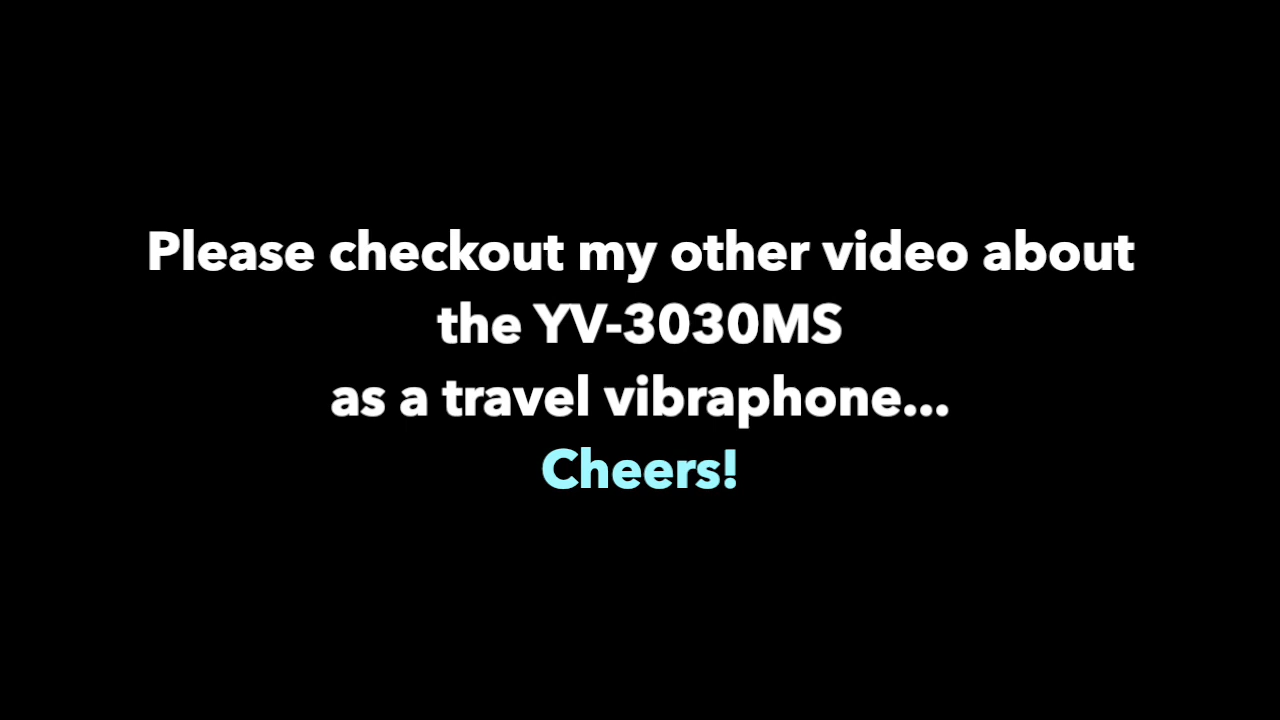 Please checkout my other video about
the YV-3030MS
as a travel vibraphone...
Cheers!